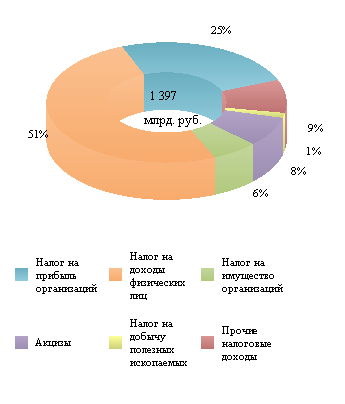 25%
1 397
млрд. руб.
51%
9%
1%
8%
6%
Налог на
прибыль
организаций
Налог на
доходы
физических
лиц
Налог на
имущество
организаций
Акцизы
Налог на
добычу
полезных
ископаемых
Прочие
налоговые
доходы